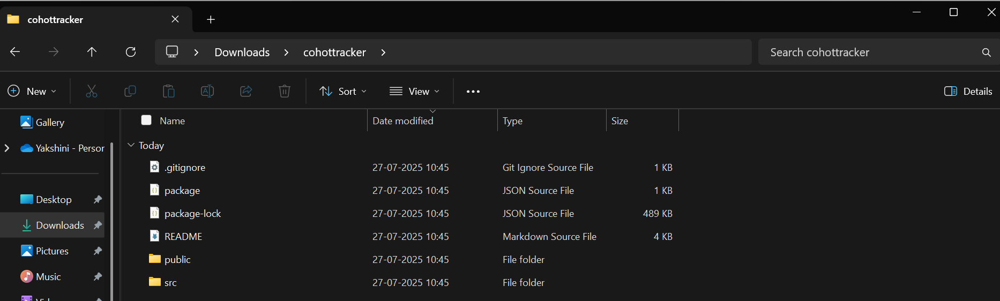 cohottracker
Downloads cohottracker Search cohottracker
New Sort View Details
Gallery
Yakshini - Persor
Desktop
Downloads
Pictures
Music
Name Date modified Type Size
Today
.gitignore 27-07-2025 10:45 Git Ignore Source File 1 KB
package 27-07-2025 10:45 JSON Source File 1 KB
package-lock 27-07-2025 10:45 JSON Source File 489 KB
README 27-07-2025 10:45 Markdown Source File 4 KB
public 27-07-2025 10:45 File folder
src 27-07-2025 10:45 File folder